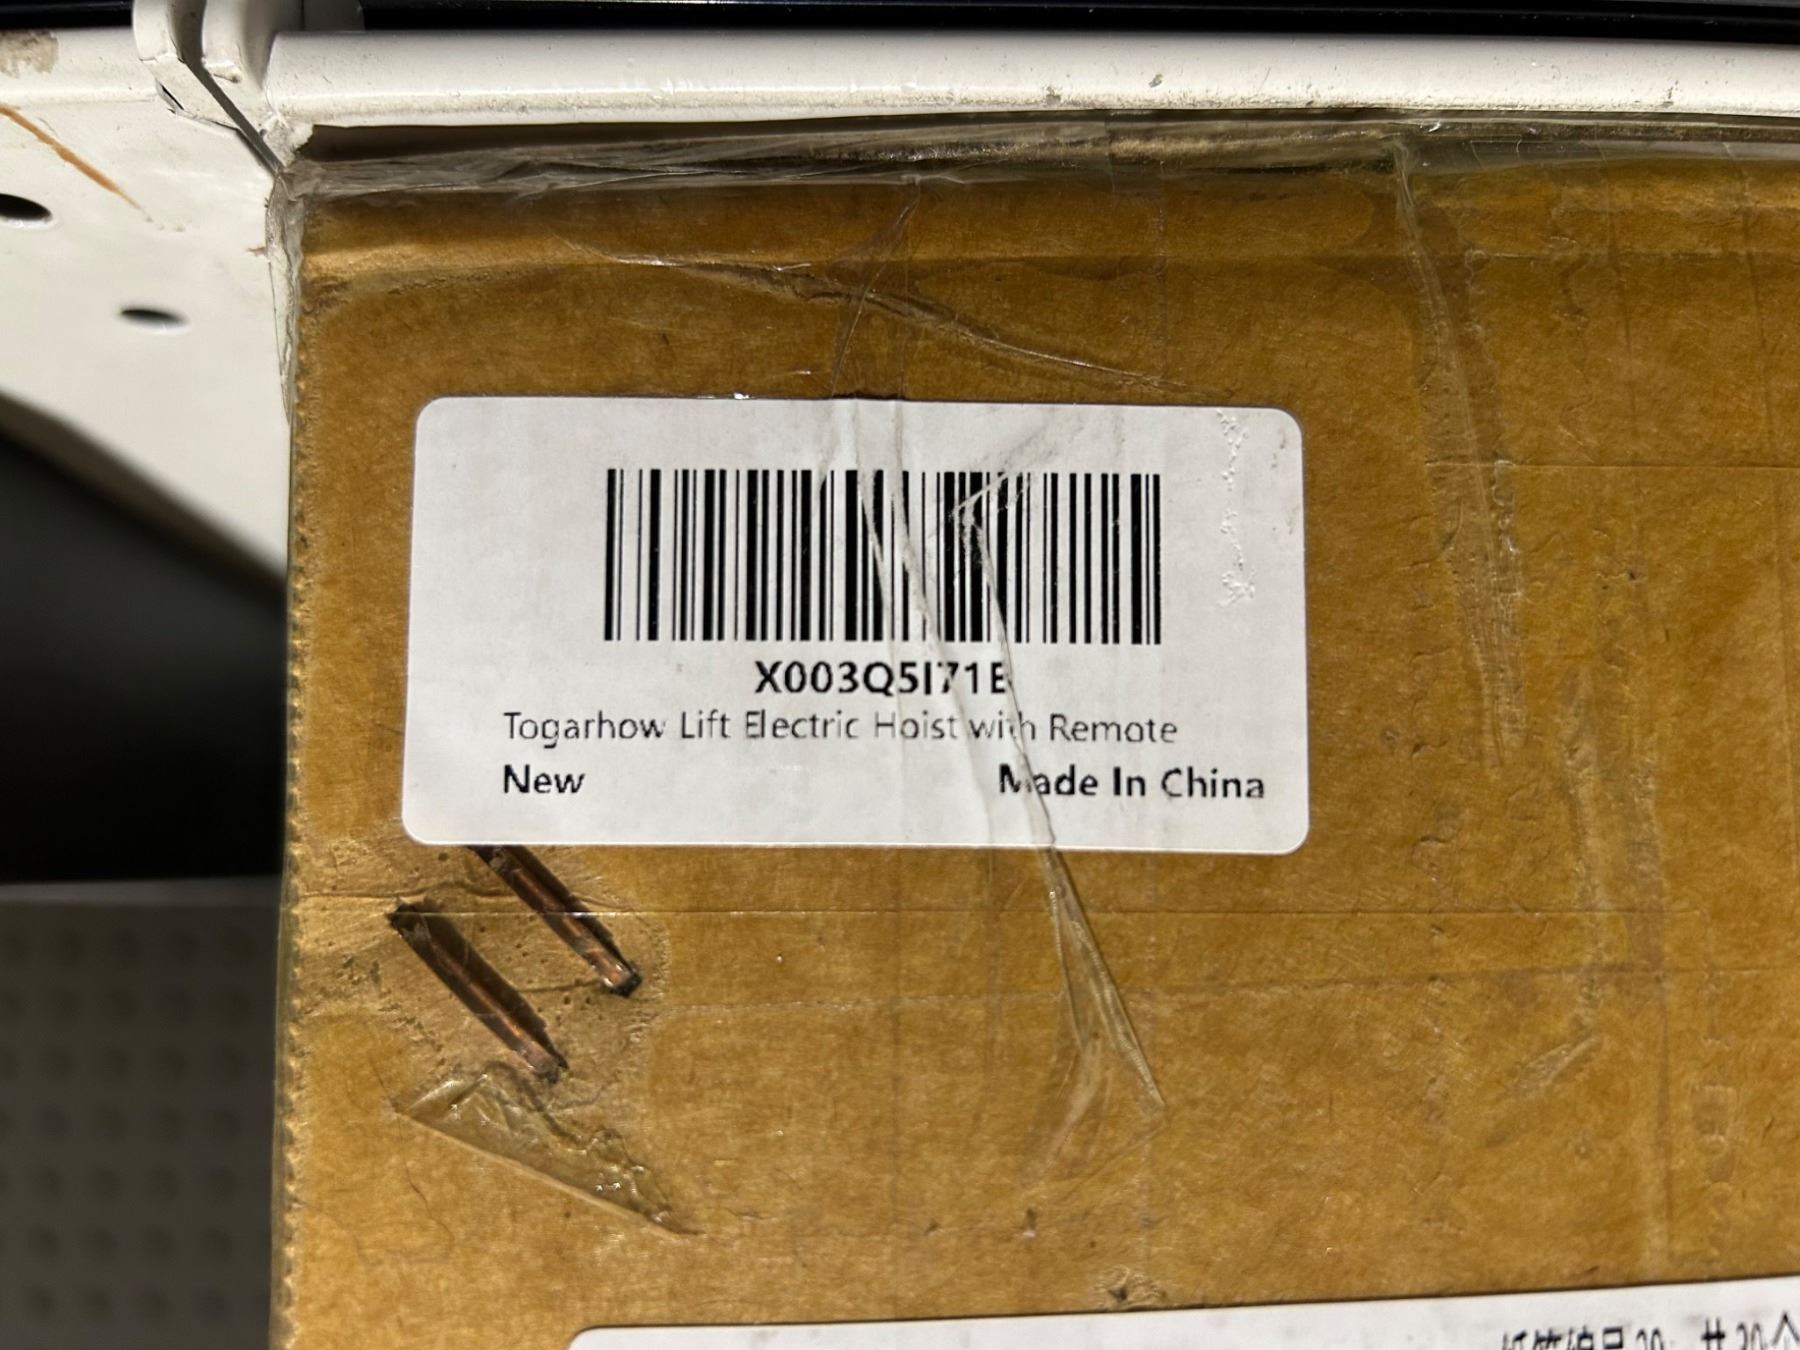 X003Q5I71B
Togarhow Lift Electric Hoist with Remote
New
Made In China